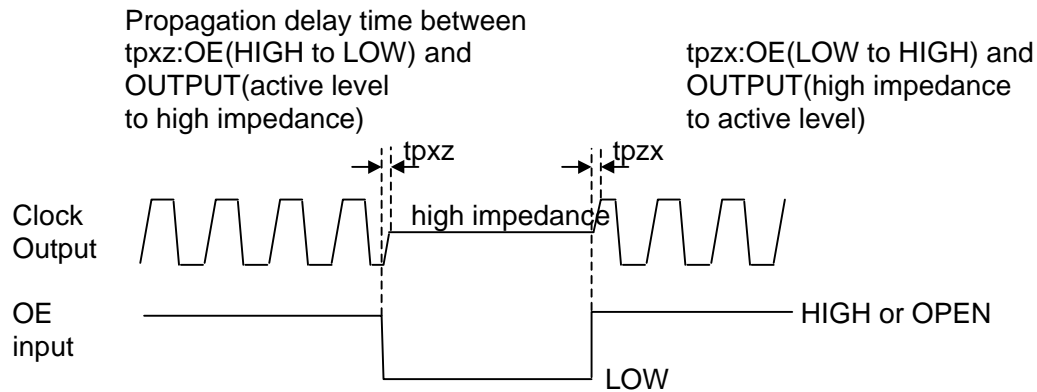 Propagation delay time between
tpxz:OE(HIGH to LOW) and
OUTPUT(active level
to high impedance)
tpzx:OE(LOW to HIGH) and
OUTPUT(high impedance
to active level)
tpxz
tpzx
Clock
Output
high impedance
OE
input
HIGH or OPEN
LOW